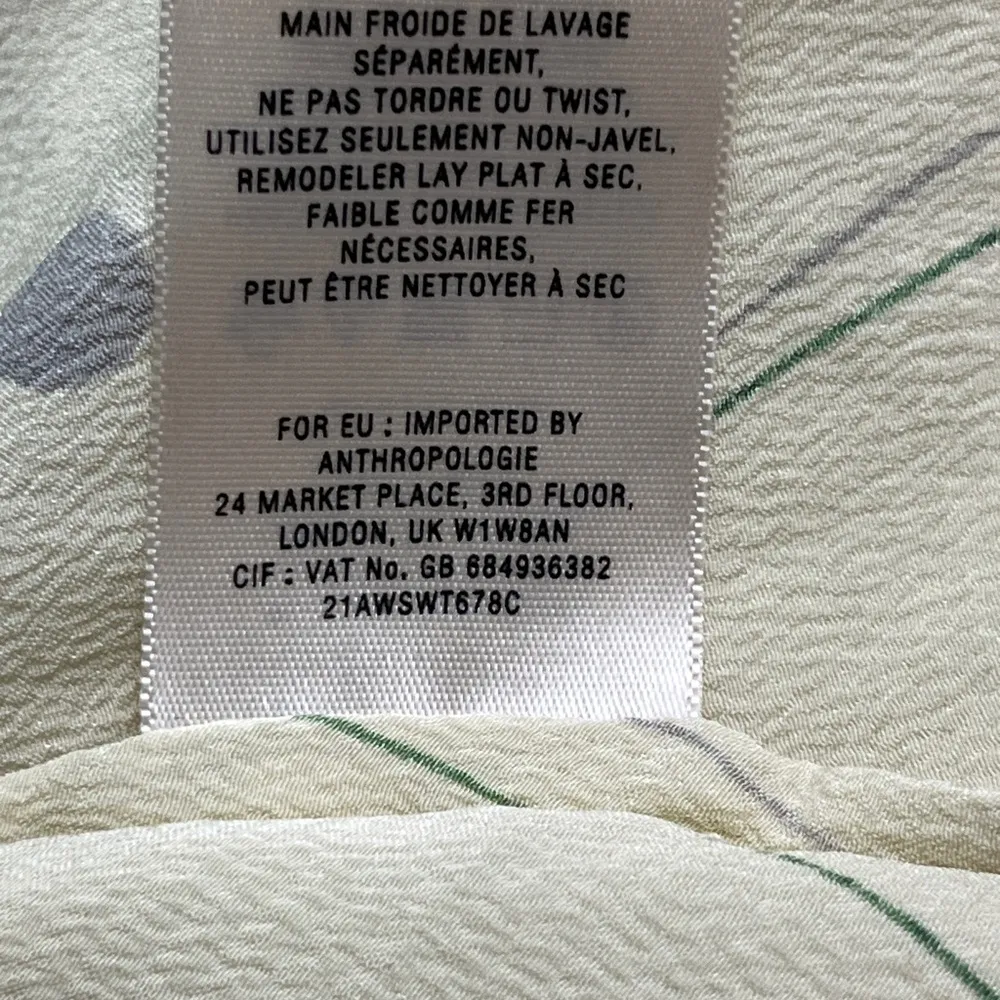 MAIN FROIDE DE LAVAGE
SÉPARÉMENT,
NE PAS TORDRE OU TWIST,
UTILISEZ SEULEMENT NON-JAVEL,
REMODELER LAY PLAT À SEC,
FAIBLE COMME FER
NÉCESSAIRES,
PEUT ÊTRE NETTOYER À SEC
FOR EU : IMPORTED BY
ANTHROPOLOGIE
24 MARKET PLACE, 3RD FLOOR,
LONDON, UK W1W8AN
CIF : VAT No. GB 684936382
21AWSWT678C